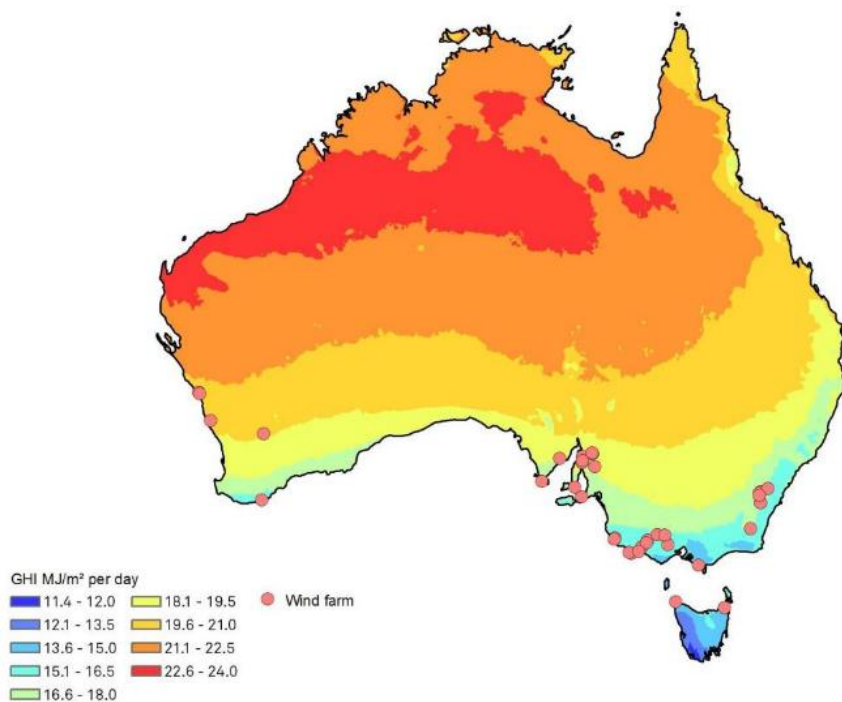 GHI MJ/m² per day
11.4 - 12.0
12.1 - 13.5
13.6 - 15.0
15.1 - 16.5
16.6 - 18.0
18.1 - 19.5
19.6 - 21.0
21.1 - 22.5
22.6 - 24.0
Wind farm